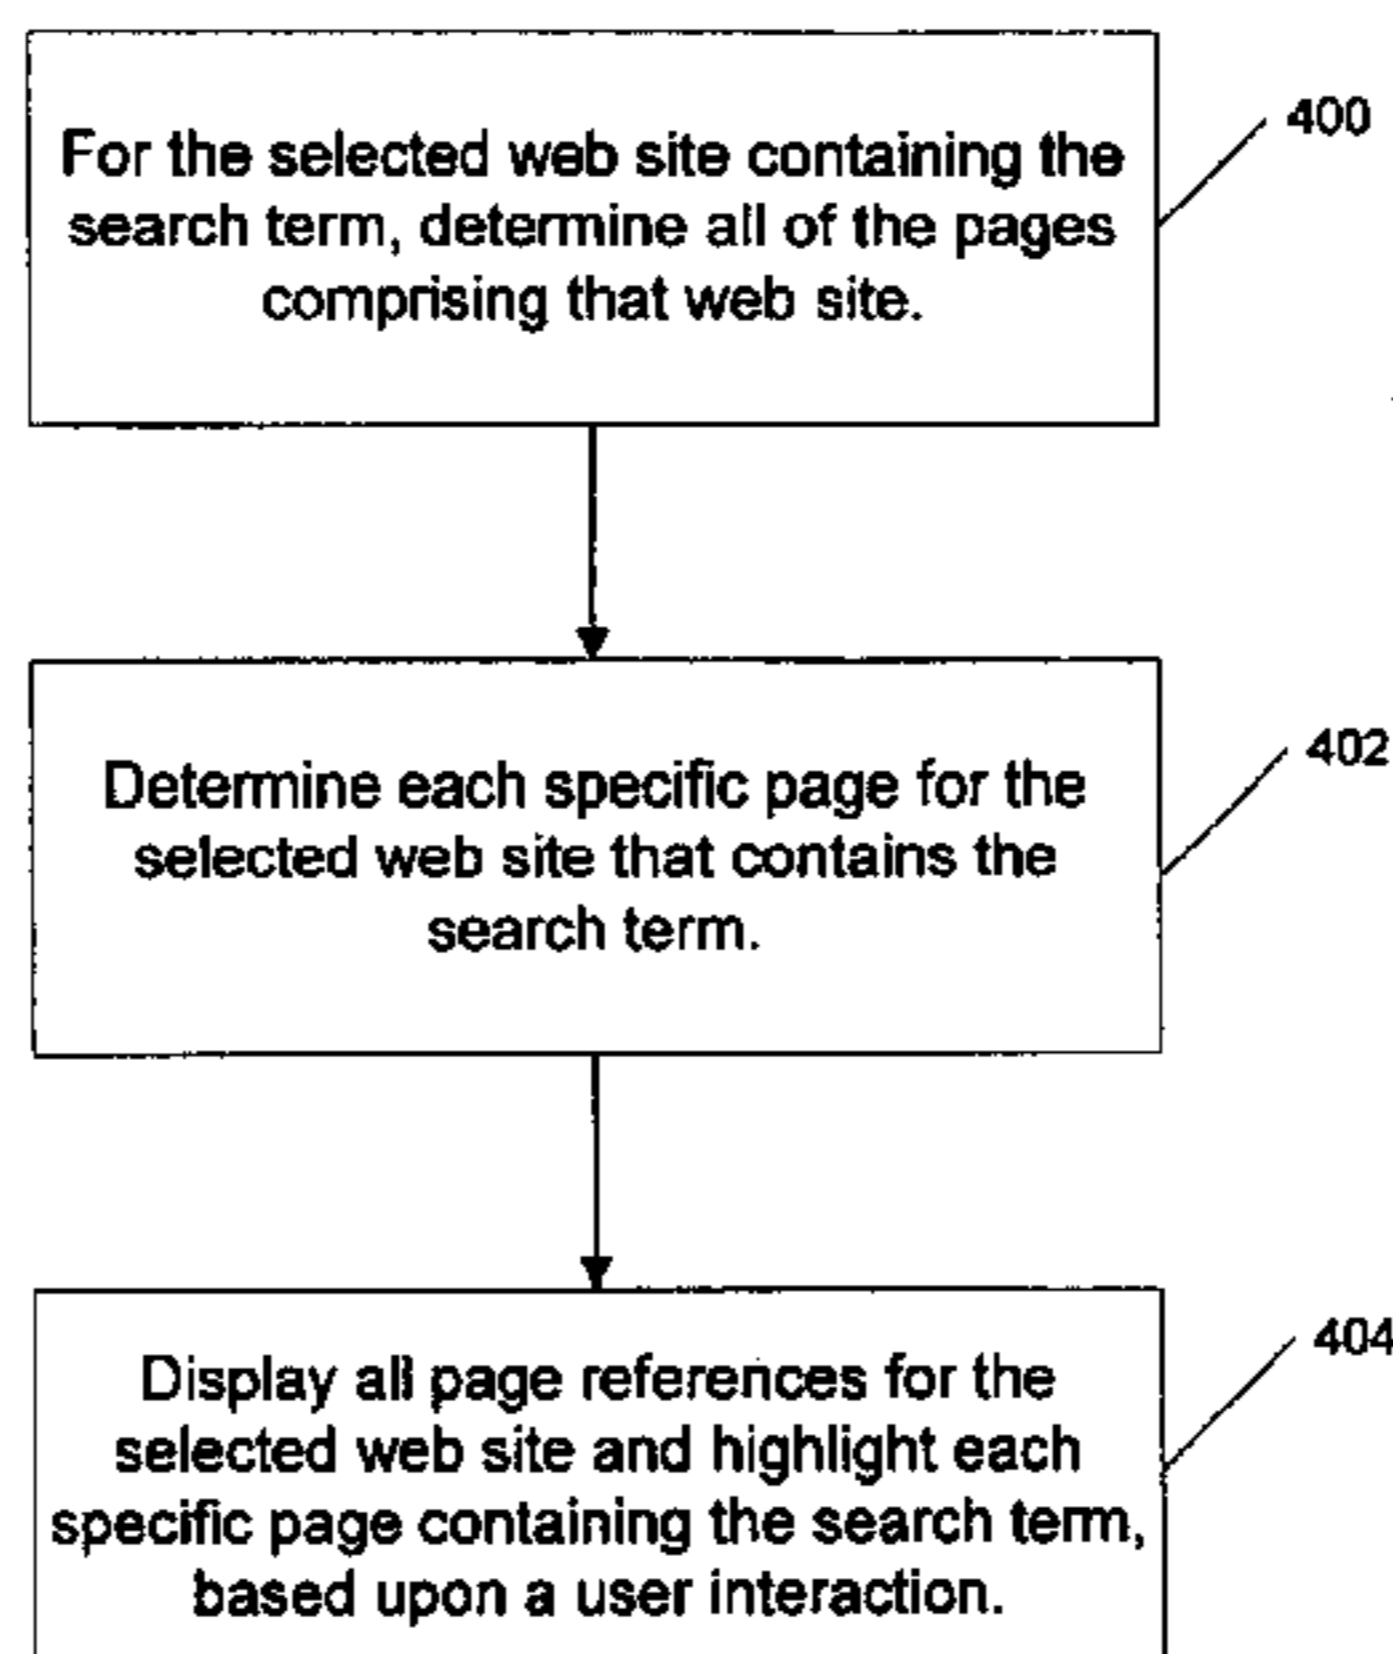 For the selected web site containing the
search term, determine all of the pages
comprising that web site.
400
Determine each specific page for the
selected web site that contains the
search term.
402
Display all page references for the
selected web site and highlight each
specific page containing the search term,
based upon a user interaction.
404